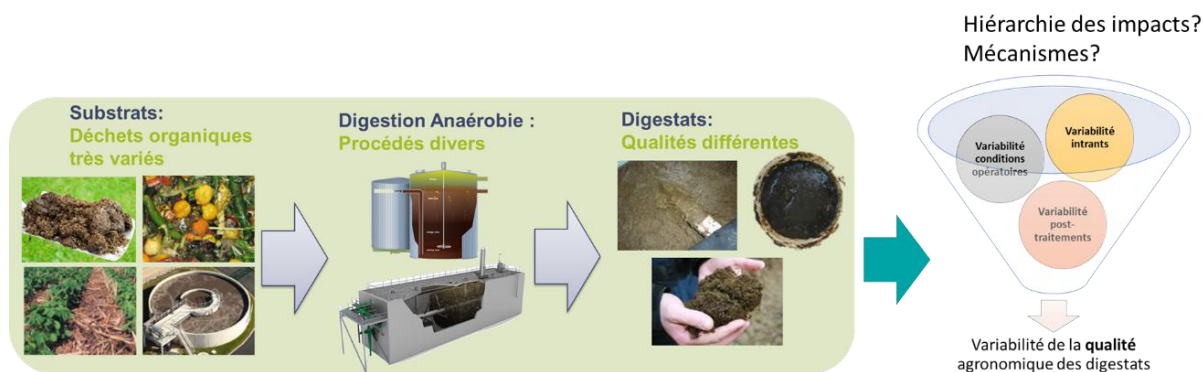 Hiérarchie des impacts?
Mécanismes?
Substrats:
Déchets organiques
très variés
Digestion Anaérobie :
Procédés divers
Digestats:
Qualités différentes
Variabilité
conditions
opératoires
Variabilité
intrants
Variabilité
post-
traitements
Variabilité de la qualité
agronomique des digestats